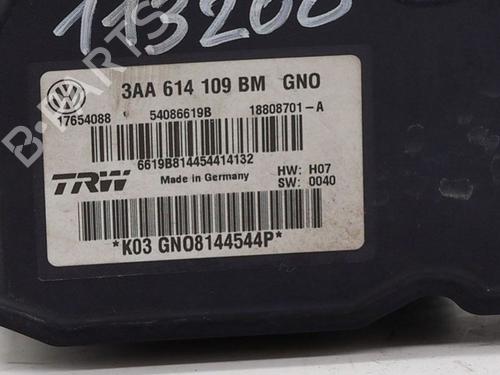 113200
3AA 614 109 BM GNO
17654088 54086619B 18808701-A
6619B814454414132
TRW Made in Germany HW: H07
SW: 0040
*K03 GNO8144544P*